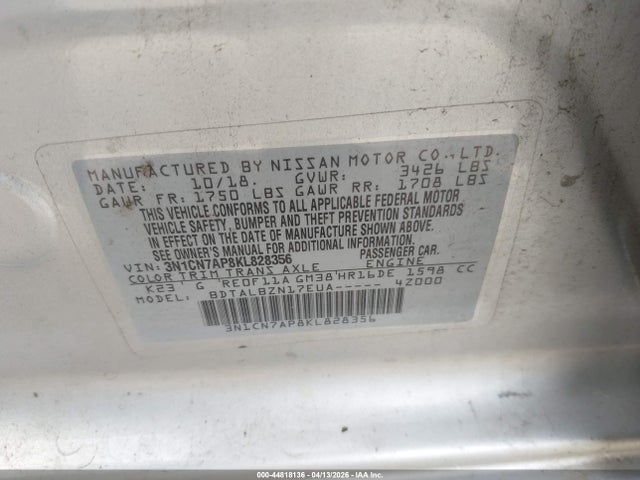 MANUFACTURED BY NISSAN MOTOR CO., LTD.
DATE: 10/18. GVWR: 3426 LBS
GAWR FR: 1750 LBS GAWR RR: 1708 LBS
THIS VEHICLE CONFORMS TO ALL APPLICABLE FEDERAL MOTOR
VEHICLE SAFETY, BUMPER AND THEFT PREVENTION STANDARDS
IN EFFECT ON THE DATE OF MANUFACTURE SHOWN ABOVE.
SEE OWNER'S MANUAL FOR ADDITIONAL INFORMATION.
VIN: 3N1CN7AP8KL828356 PASSENGER CAR.
COLOR TRIM TRANS AXLE ENGINE
K23 G RE0F11A GM38 HR16DE 1598 CC
MODEL: BDTALBZN17EUA----- 4Z000
3N1CN7AP8KL828356
000-44818136 - 04/13/2026 - IAA Inc.